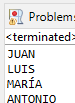 Problems
<terminated>
JUAN
LUIS
MARÍA
ANTONIO